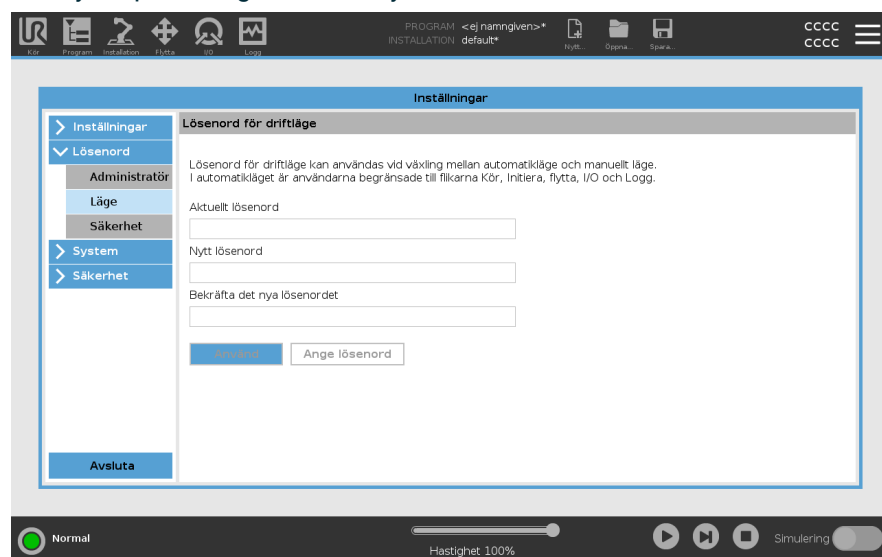 PROGRAM <ej namngiven>*
INSTALLATION default*
Kör
Program
Installation
Flytta
I/O
Logg
Nytt...
Öppna...
Spara...
CCCC
CCCC
Inställningar
Inställningar
Lösenord
Administratör
Läge
Säkerhet
System
Säkerhet
Avsluta
Lösenord för driftläge
Lösenord för driftläge kan användas vid växling mellan automatikläge och manuellt läge.
I automatikläget är användarna begränsade till flikarna Kör, Initiera, flytta, I/O och Logg.
Aktuellt lösenord
Nytt lösenord
Bekräfta det nya lösenordet
Använd
Ange lösenord
Normal
Hastighet 100%
Simulering